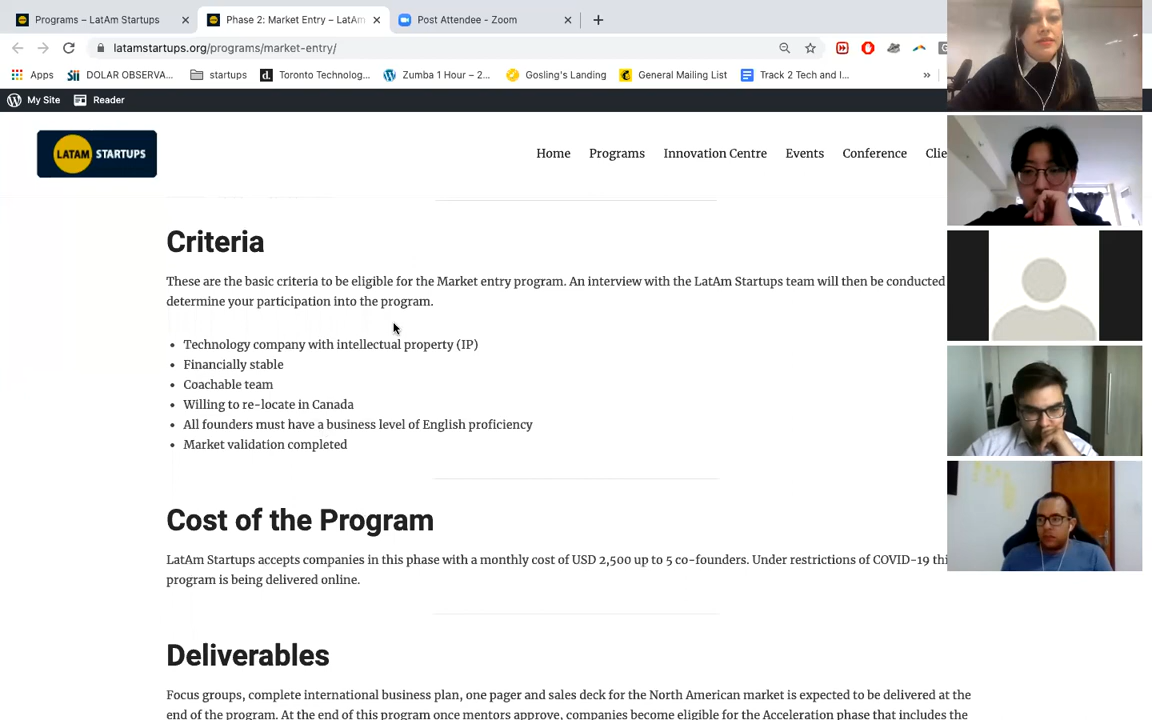 Programs – LatAm Startups
Phase 2: Market Entry – LatAm
Post Attendee - Zoom
latamstartups.org/programs/market-entry/
Apps
DOLAR OBSERVA...
startups
Toronto Technolog...
Zumba 1 Hour – 2...
Gosling's Landing
General Mailing List
Track 2 Tech and I...
»
My Site
Reader
LATAM STARTUPS
Home
Programs
Innovation Centre
Events
Conference
Clie
Criteria
These are the basic criteria to be eligible for the Market entry program. An interview with the LatAm Startups team will then be conducted
determine your participation into the program.
• Technology company with intellectual property (IP)
• Financially stable
• Coachable team
• Willing to re-locate in Canada
• All founders must have a business level of English proficiency
• Market validation completed
Cost of the Program
LatAm Startups accepts companies in this phase with a monthly cost of USD 2,500 up to 5 co-founders. Under restrictions of COVID-19 thi
program is being delivered online.
Deliverables
Focus groups, complete international business plan, one pager and sales deck for the North American market is expected to be delivered at the
end of the program. At the end of this program once mentors approve, companies become eligible for the Acceleration phase that includes the